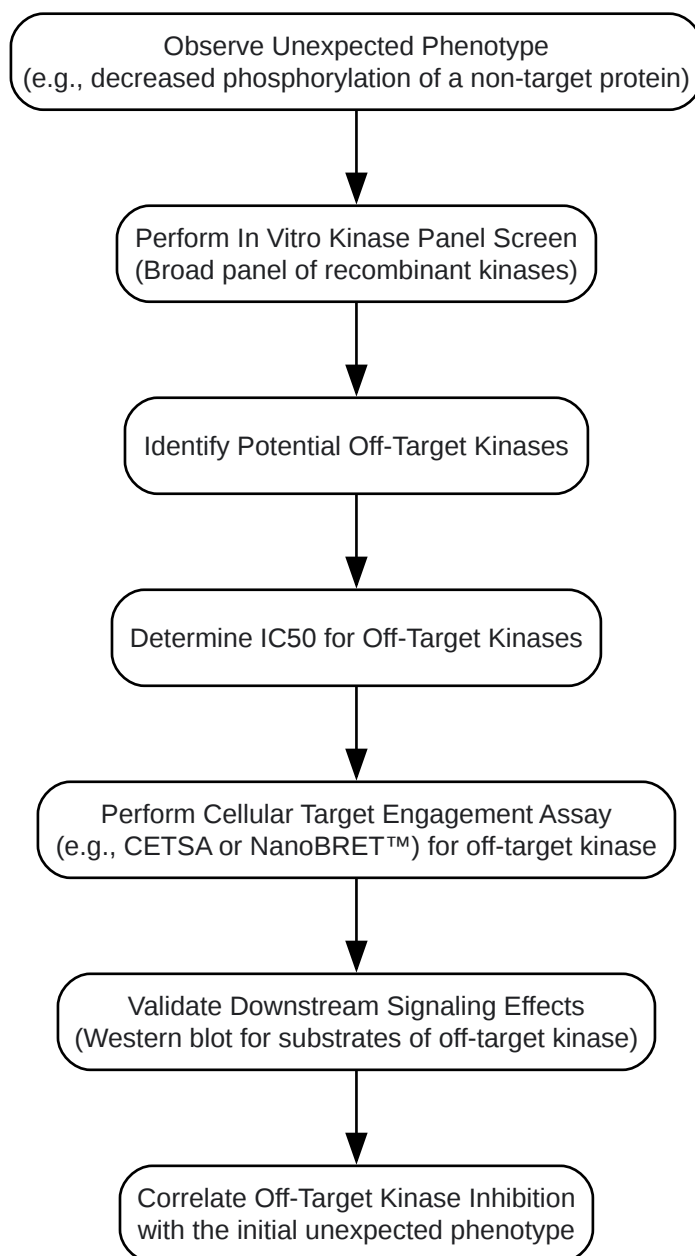 Observe Unexpected Phenotype
(e.g., decreased phosphorylation of a non-target protein)
Perform In Vitro Kinase Panel Screen
(Broad panel of recombinant kinases)
Identify Potential Off-Target Kinases
Determine IC50 for Off-Target Kinases
Perform Cellular Target Engagement Assay
(e.g., CETSA or NanoBRET™) for off-target kinase
Validate Downstream Signaling Effects
(Western blot for substrates of off-target kinase)
Correlate Off-Target Kinase Inhibition
with the initial unexpected phenotype